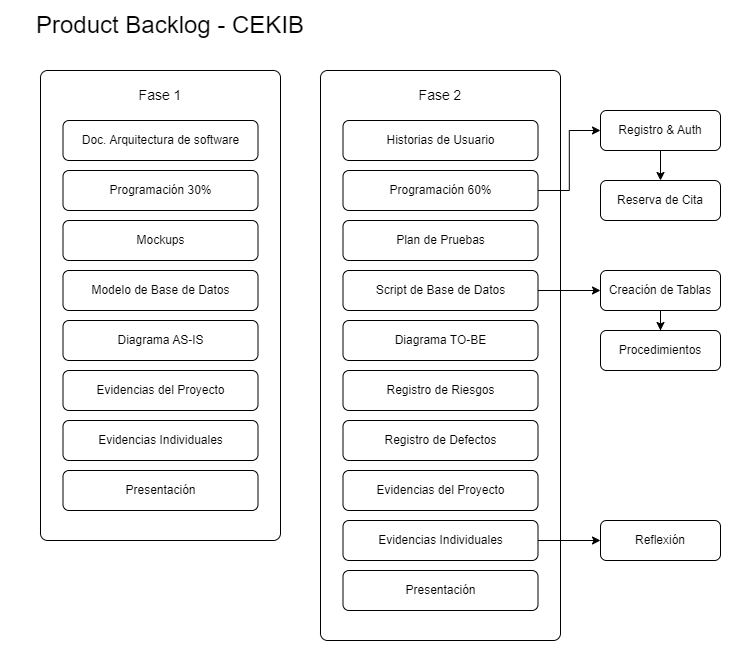 Product Backlog - CEKIB
Fase 1
Doc. Arquitectura de software
Programación 30%
Mockups
Modelo de Base de Datos
Diagrama AS-IS
Evidencias del Proyecto
Evidencias Individuales
Presentación
Fase 2
Historias de Usuario
Programación 60%
Plan de Pruebas
Script de Base de Datos
Diagrama TO-BE
Registro de Riesgos
Registro de Defectos
Evidencias del Proyecto
Evidencias Individuales
Presentación
Registro & Auth
Reserva de Cita
Creación de Tablas
Procedimientos
Reflexión